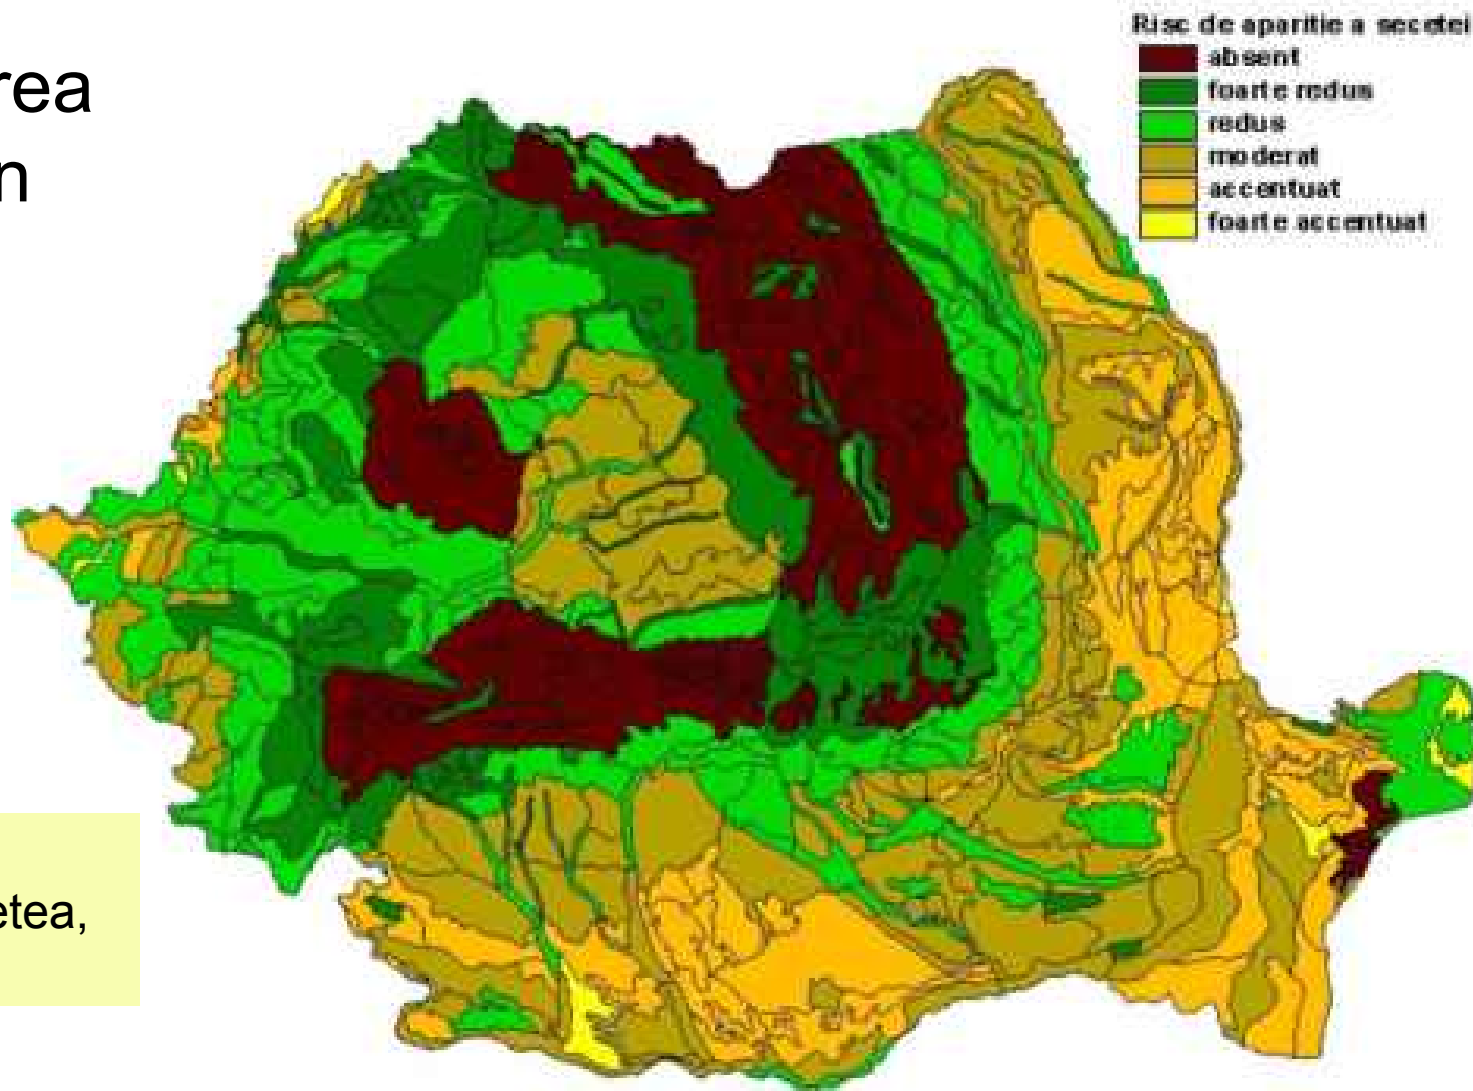 rea
n
Risc de aparitie a secetei
absent
foarte redus
redus
moderat
accentuat
foarte accentuat
etea,